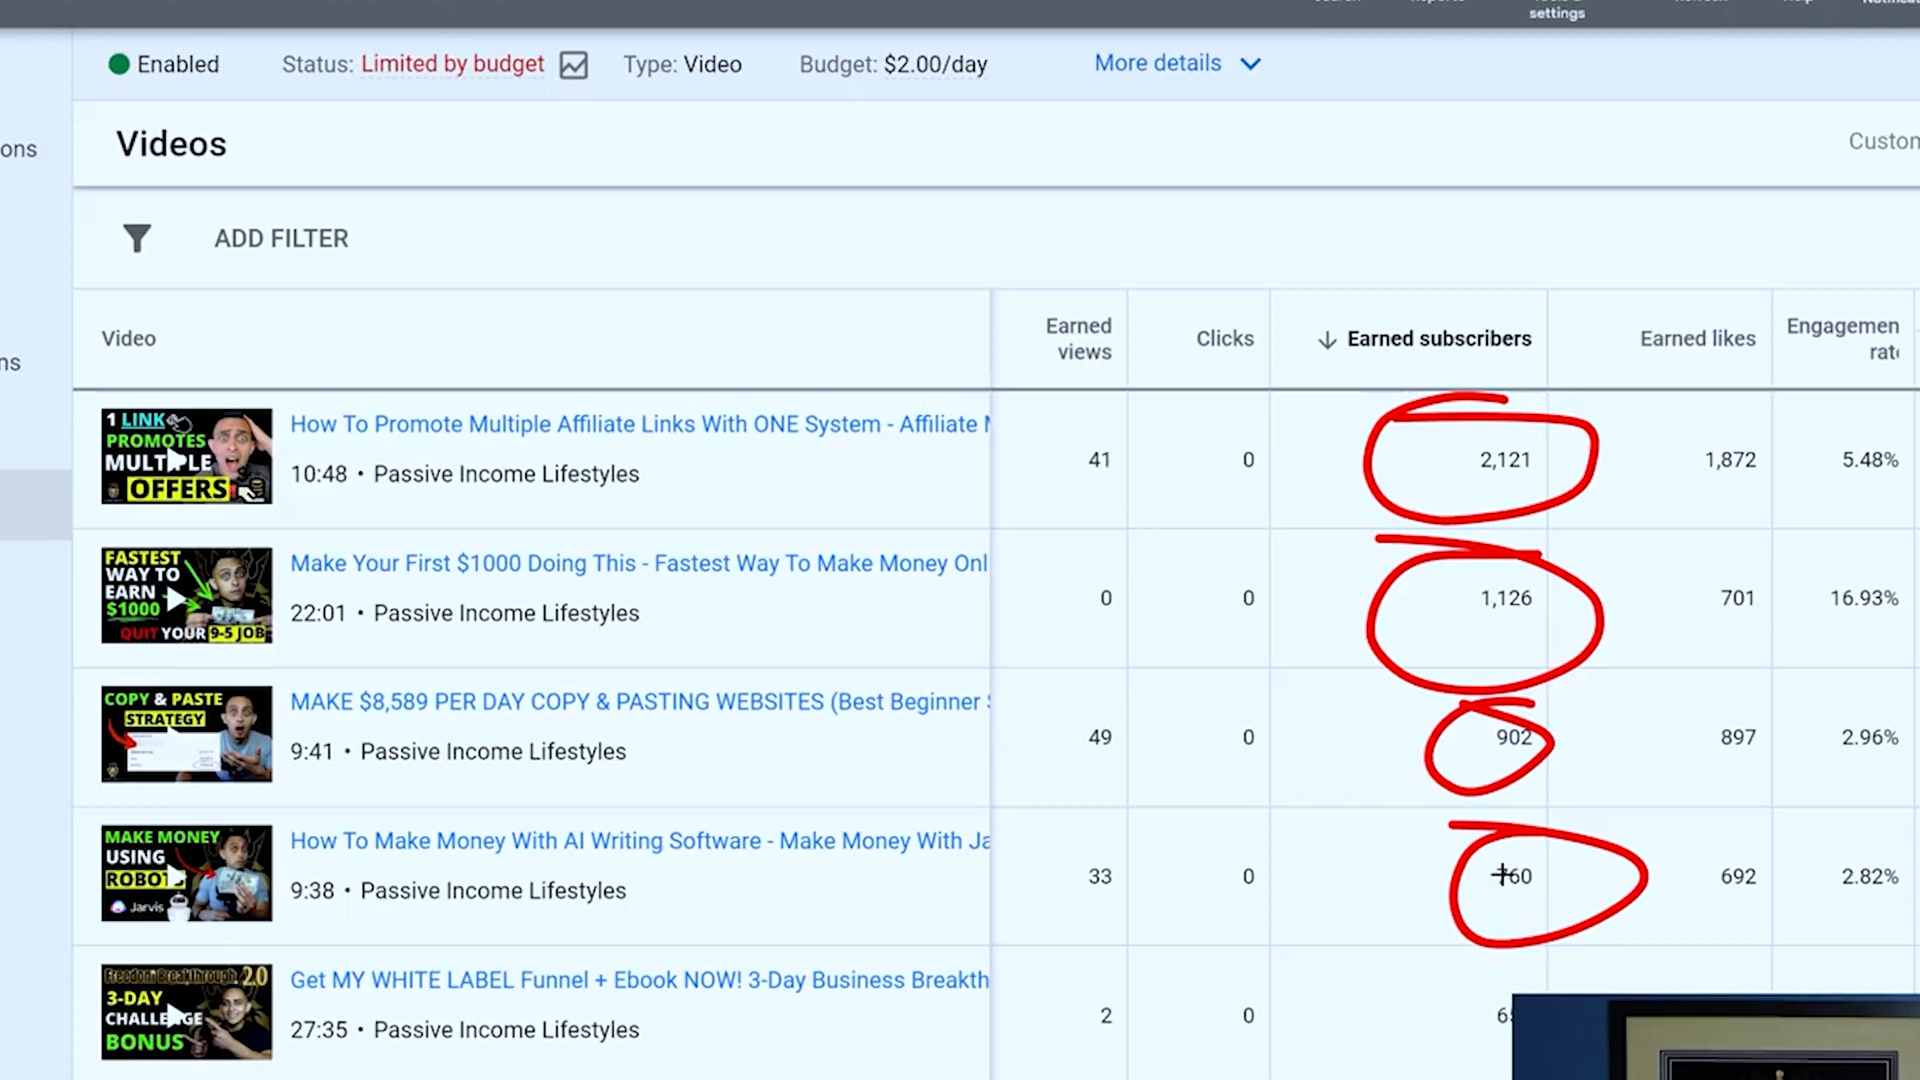 settings
Enabled
Status: Limited by budget
Type: Video
Budget: $2.00/day
More details
ons
Videos
Custom
ADD FILTER
ns
Video
Earned
views
Clicks
Earned subscribers
Earned likes
Engagemen
rate
1 LINK
PROMOTES
MULTIPLE
OFFERS
How To Promote Multiple Affiliate Links With ONE System - Affiliate
10:48 • Passive Income Lifestyles
41
0
2,121
1,872
5.48%
FASTEST
WAY TO
EARN
$1000
QUIT YOUR 9-5 JOB
Make Your First $1000 Doing This - Fastest Way To Make Money Onl
22:01 • Passive Income Lifestyles
0
0
1,126
701
16.93%
COPY & PASTE
STRATEGY
MAKE $8,589 PER DAY COPY & PASTING WEBSITES (Best Beginner
9:41 • Passive Income Lifestyles
49
0
902
897
2.96%
MAKE MONEY
USING
ROBOTS
Jarvis
How To Make Money With AI Writing Software - Make Money With Ja
9:38 • Passive Income Lifestyles
33
0
692
2.82%
Freedom Breakthrough 2.0
3-DAY
CHALLENGE
BONUS
Get MY WHITE LABEL Funnel + Ebook NOW! 3-Day Business Breakth
27:35 • Passive Income Lifestyles
2
0